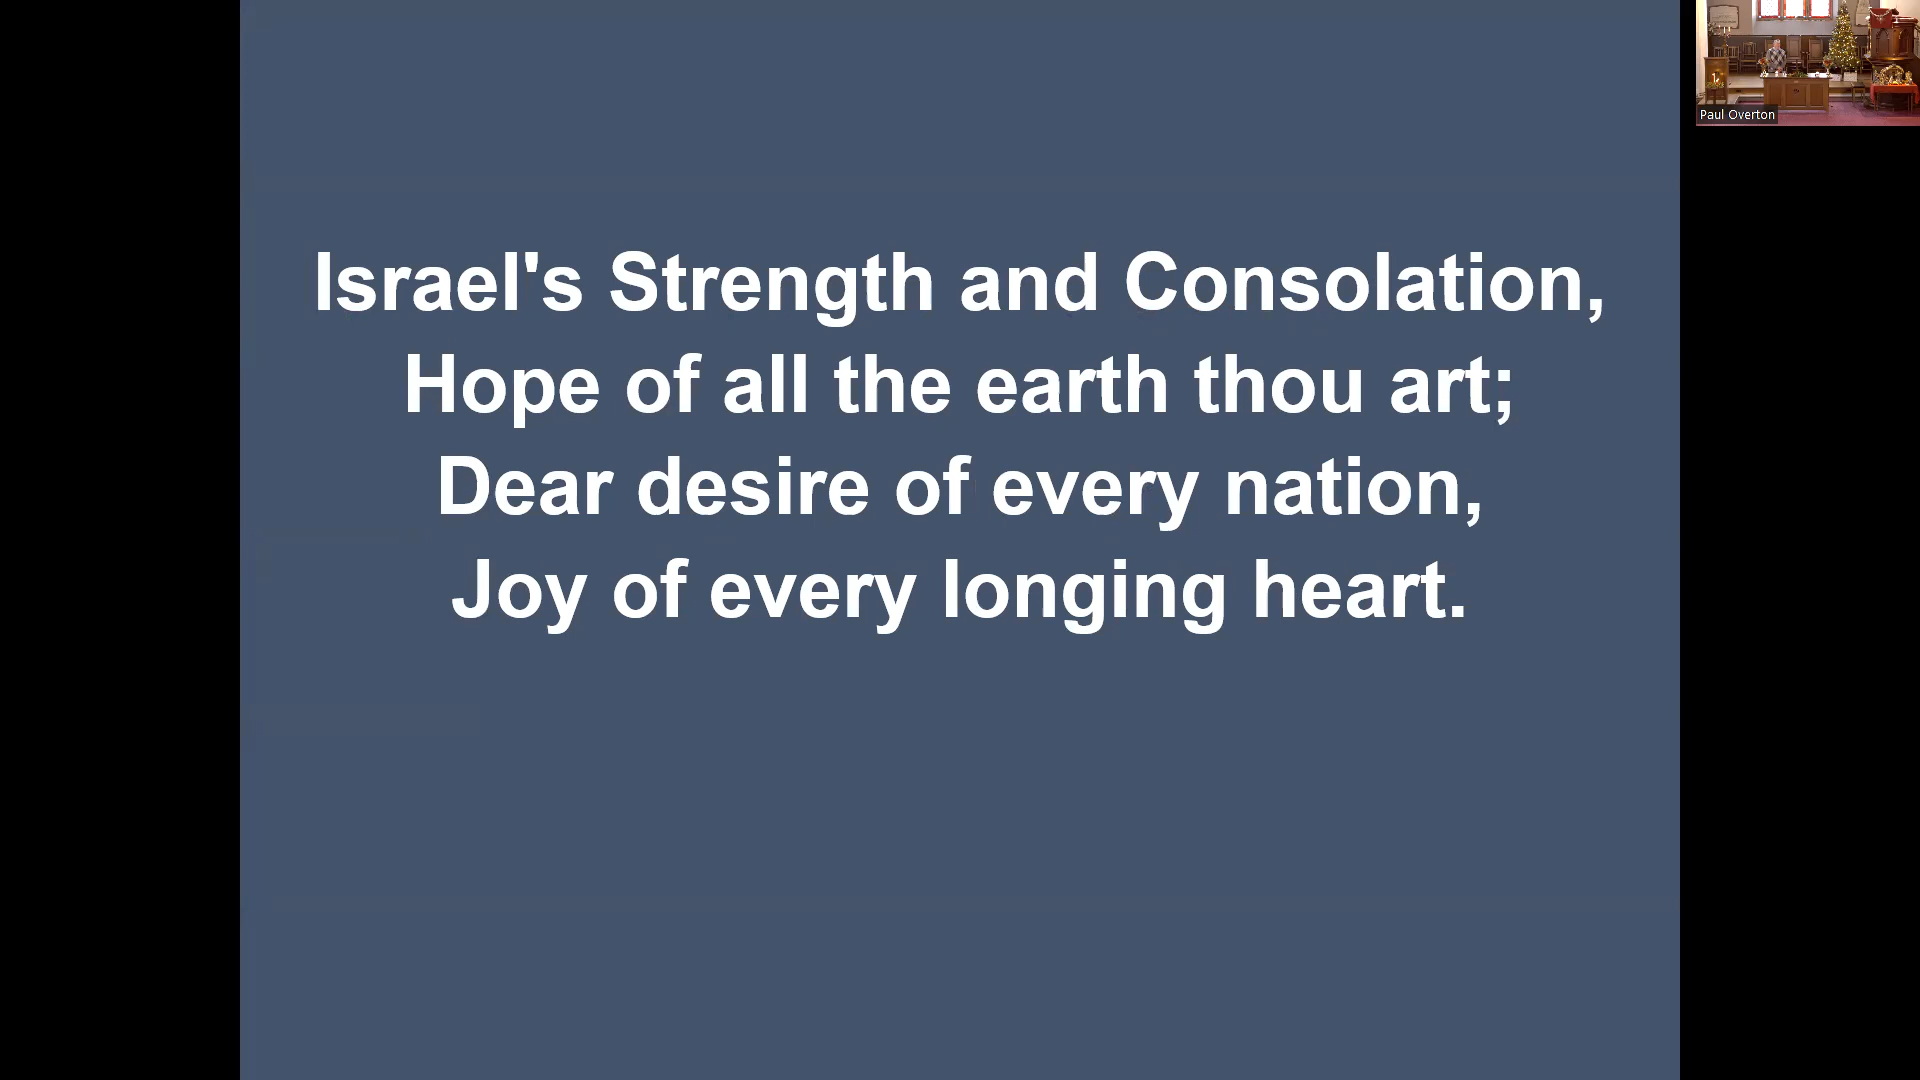 Israel's Strength and Consolation,
Hope of all the earth thou art;
Dear desire of every nation,
Joy of every longing heart.
Paul Overton